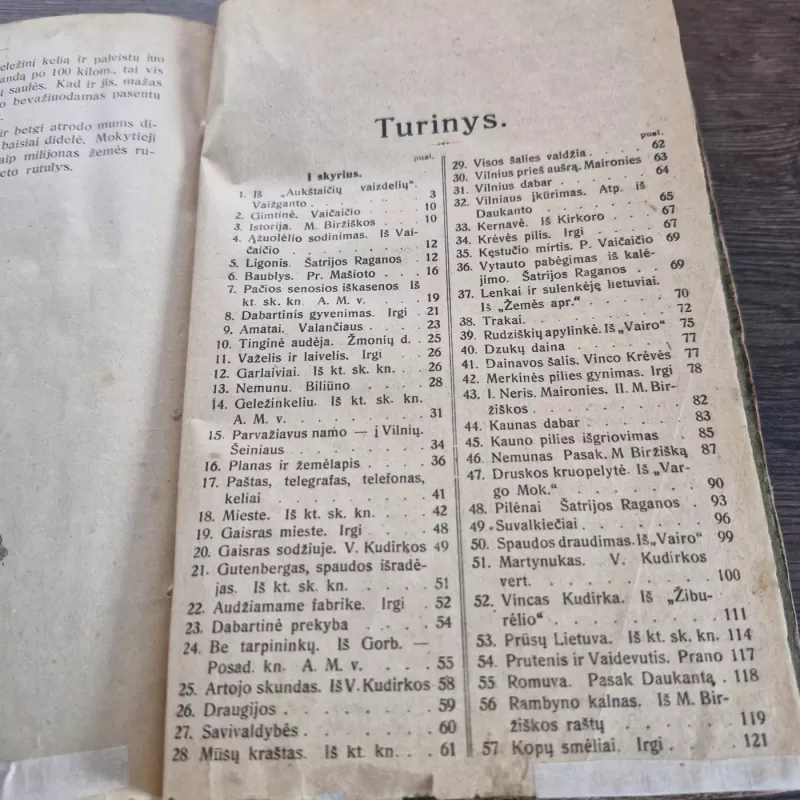 eležinį kelią ir paleistų juo
andą po 100 kilom., tai vis
ų saulės. Kad ir jis, mažas
o bevažiuodamas pasentų
ir betgi atrodo mums di-
baisiai didelė. Mokytieji
aip milijonas žemės ru-
eto rutulys.
Turinys.
pusl.
I skyrius.
1. Iš „Aukštaičių vaizdelių".
Vaižganto . . . . . 3
2. Gimtinė. Vaičaičio . . 10
3. Istorija. M. Biržiškos . 10
4. Ąžuolėlio sodinimas. Iš Vai-
čaičio . . . . . . 12
5. Ligonis. Šatrijos Raganos . 12
6. Baublys. Pr. Mašioto . . 16
7. Pačios senosios iškasenos Iš
kt. sk. kn. A. M. v. . . 19
8. Dabartinis gyvenimas. Irgi . 21
9. Amatai. Valančiaus . . 23
10. Tinginė audėja. Žmonių d. . 25
11. Važelis ir laivelis. Irgi . . 26
12. Garlaiviai. Iš kt. sk. kn. . . 26
13. Nemunu. Biliūno . . . 28
14. Geležinkeliu. Iš kt. sk. kn.
A. M. v. . . . . . 31
15. Parvažiavus namo — į Vilnių.
Šeiniaus . . . . . 34
16. Planas ir žemėlapis . . . . 36
17. Paštas, telegrafas, telefonas,
keliai . . . . . . . 41
18. Mieste. Iš kt. sk. kn. . . . 42
19. Gaisras mieste. Irgi . . . 48
20. Gaisras sodžiuje. V. Kudirkos 49
21. Gutenbergas, spaudos išradė-
jas. Iš kt. sk. kn. . . . 51
22. Audžiamame fabrike. Irgi . 52
23. Dabartinė prekyba . . . . 54
24. Be tarpininkų. Iš Gorb. —
Posad. kn. A. M. v. . . . 55
25. Artojo skundas. Iš V. Kudirkos 58
26. Draugijos . . . . . . 59
27. Savivaldybės . . . . . 60
28. Mūsų kraštas. Iš kt. kn. . . 61
pusl.
29. Visos šalies valdžia . . . . 62
30. Vilnius prieš aušrą. Maironies 63
31. Vilnius dabar . . . . . 64
32. Vilniaus įkūrimas. Atp. iš
Daukanto . . . . . . 65
33. Kernavė. Iš Kirkoro . . . 67
34. Krėvės pilis. Irgi . . . . 67
35. Kęstučio mirtis. P. Vaičaičio 69
36. Vytauto pabėgimas iš kalė-
jimo. Šatrijos Raganos . . 69
37. Lenkai ir sulenkėję lietuviai.
Iš „Žemės apr." . . . . . 70
38. Trakai. . . . . . . . 72
39. Rudziškių apylinkė. Iš „Vairo" 75
40. Dzukų daina . . . . . 77
41. Dainavos šalis. Vinco Krėvės 77
42. Merkinės pilies gynimas. Irgi 78
43. I. Neris. Maironies. II. M. Bir-
žiškos . . . . . . . 82
44. Kaunas dabar . . . . . 83
45. Kauno pilies išgriovimas . 85
46. Nemunas Pasak. M Biržišką 87
47. Druskos kruopelytė. Iš „Var-
go Mok." . . . . . . . 90
48. Pilėnai Šatrijos Raganos . 93
49. Suvalkiečiai . . . . . . 96
50. Spaudos draudimas. Iš „Vairo" 99
51. Martynukas. V. Kudirkos
vert. . . . . . . . . 100
52. Vincas Kudirka. Iš „Žibu-
rėlio" . . . . . . . 111
53. Prūsų Lietuva. Iš kt. sk. kn. 114
54. Prutenis ir Vaidevutis. Prano 117
55 Romuva. Pasak Daukantą . 118
56 Rambyno kalnas. Iš M. Bir-
žiškos raštų . . . . . 119
57. Kopų smėliai. Irgi . . . . 121